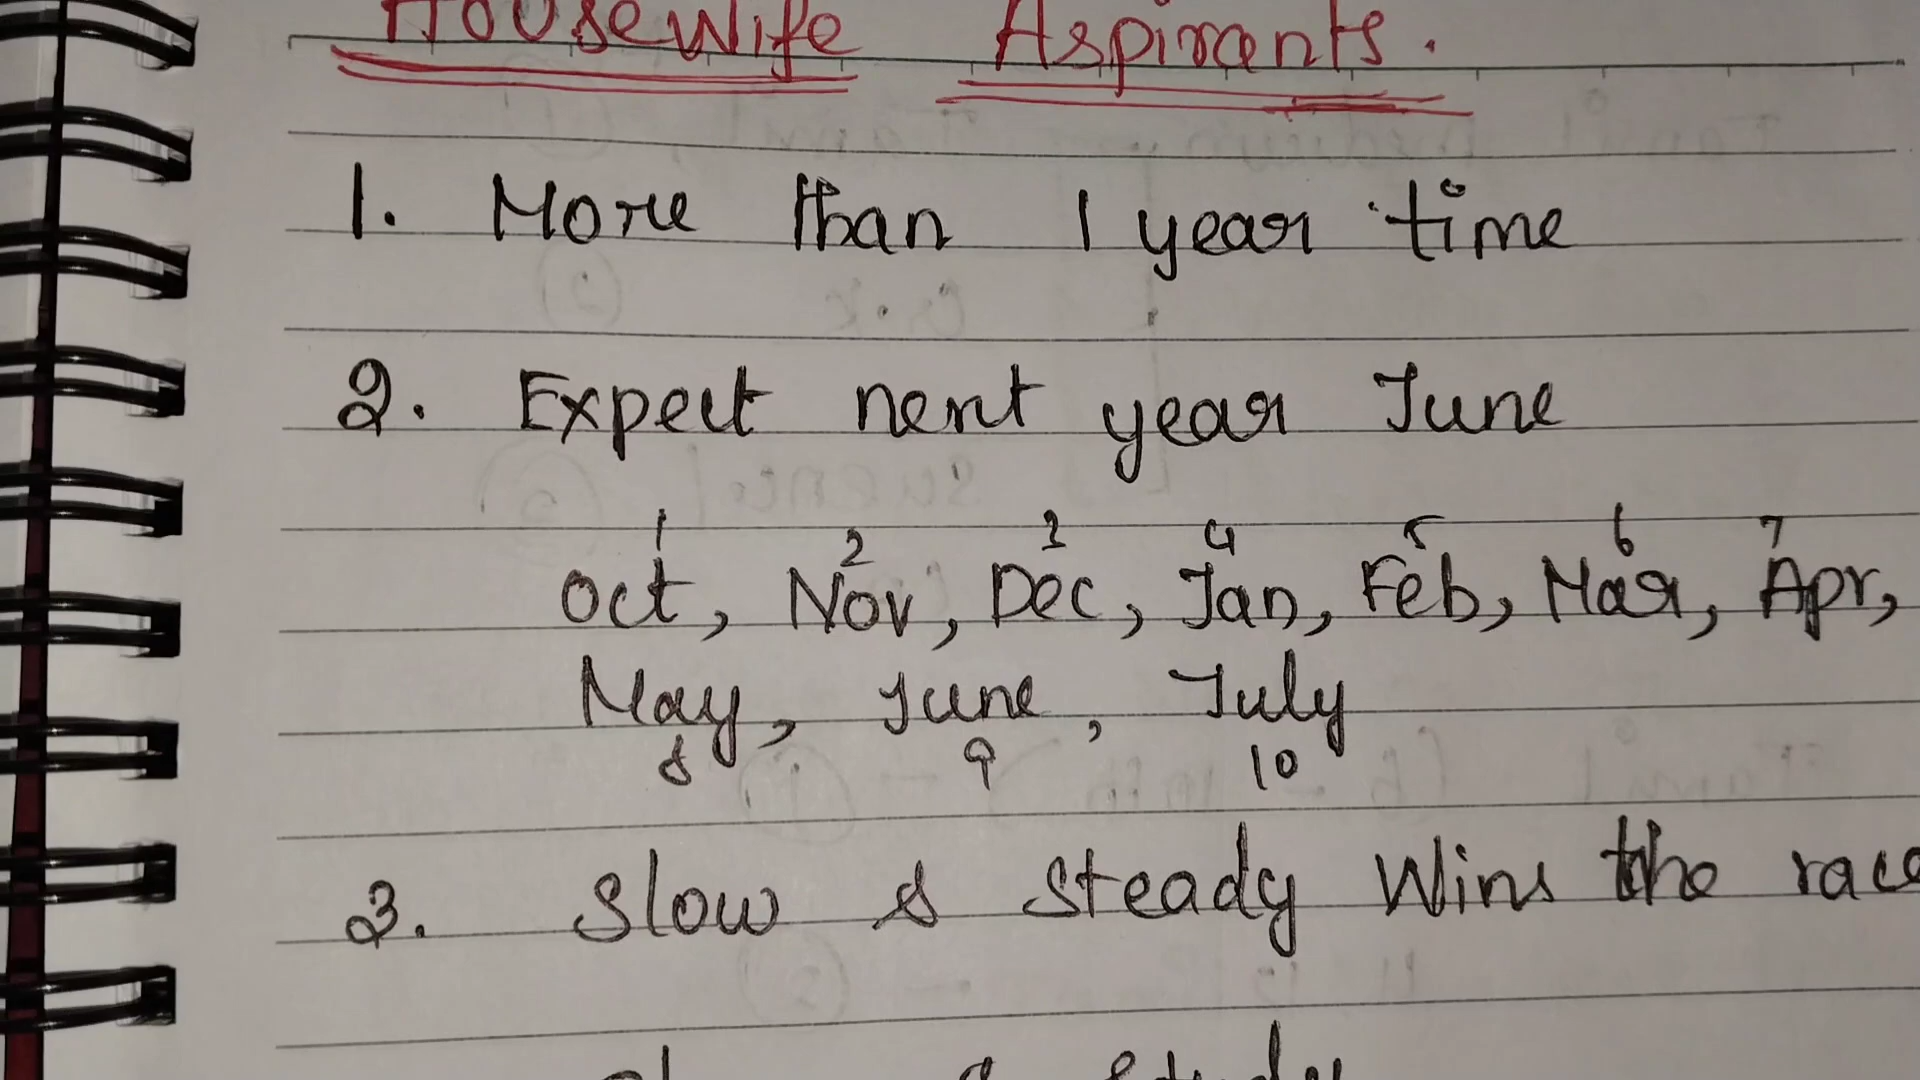 Housewife Aspirants.
1. More than 1 year time
2. Expect next year June
1 2 3 4 5 6 7
Oct, Nov, Dec, Jan, Feb, Mar, Apr,
May, June, July
8 9 10
3. Slow & steady wins the race